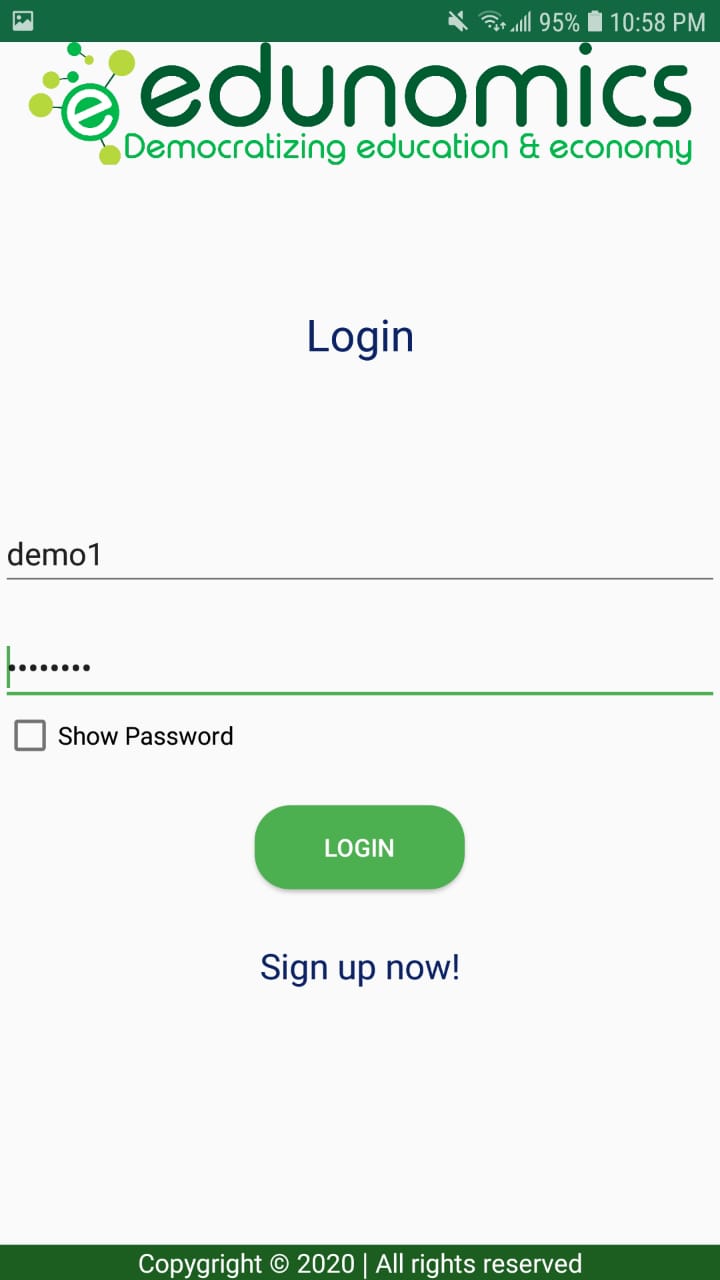 95% 10:58 PM
edunomics
Democratizing education & economy
Login
demo1
••••••••
Show Password
LOGIN
Sign up now!
Copygright © 2020 | All rights reserved